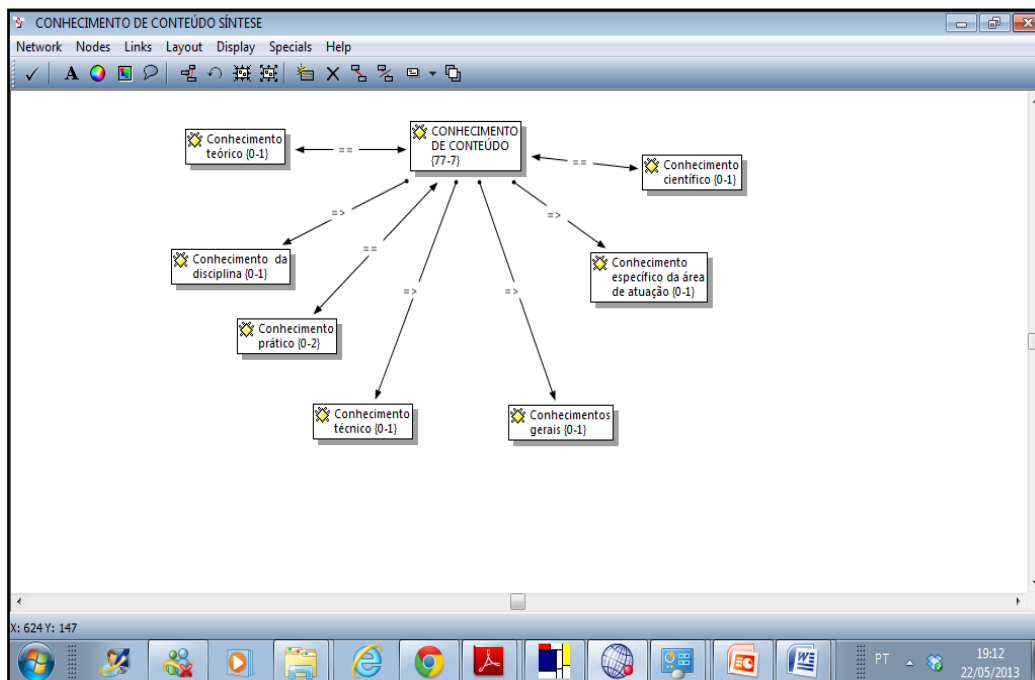 CONHECIMENTO DE CONTEÚDO SÍNTESE
Network Nodes Links Layout Display Specials Help
A
CONHECIMENTO
DE CONTEÚDO
{77-7}
Conhecimento
teórico {0-1}
==
==
Conhecimento
científico {0-1}
=>
=>
==
Conhecimento da
disciplina {0-1}
Conhecimento
específico da área
de atuação {0-1}
=>
=>
Conhecimento
prático {0-2}
Conhecimento
técnico {0-1}
Conhecimentos
gerais {0-1}
X: 624 Y: 147
PT
19:12
22/05/2013